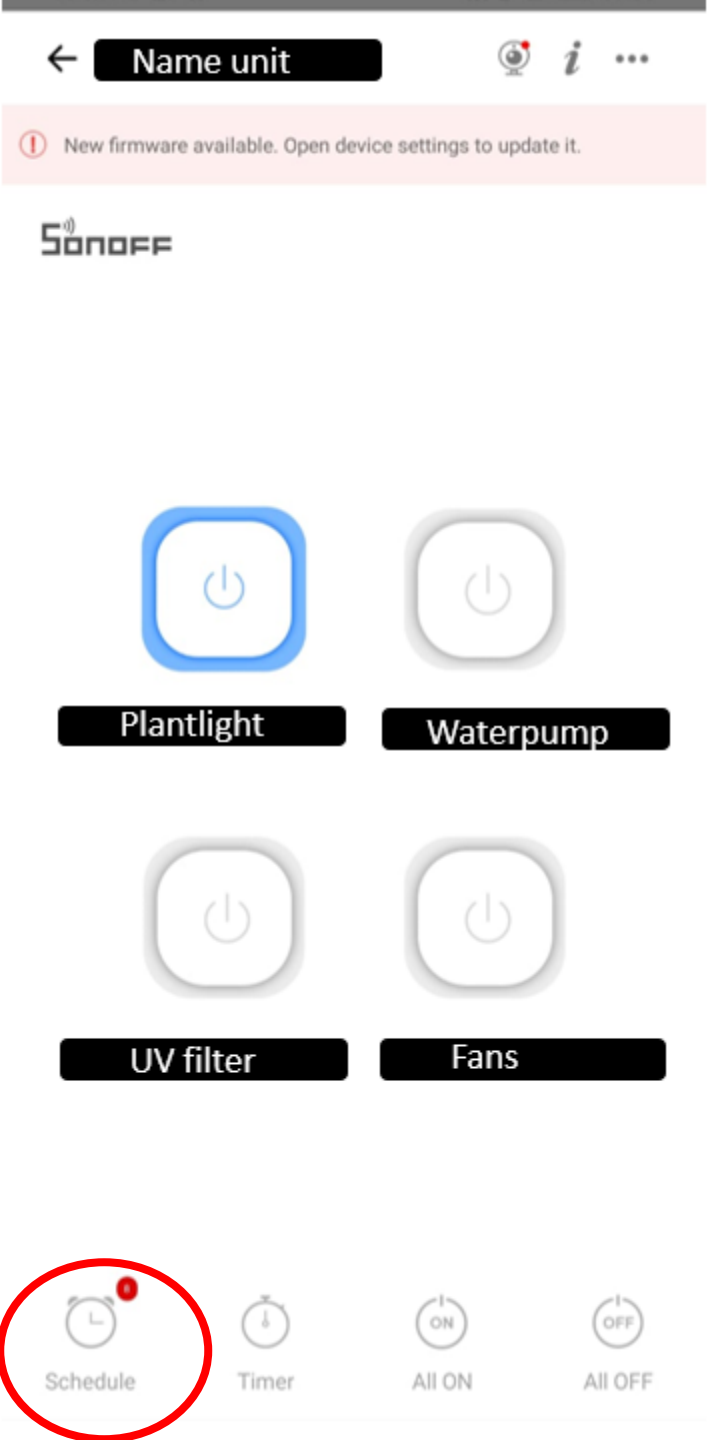 Name unit
New firmware available. Open device settings to update it.
SONOFF
Plantlight
Waterpump
UV filter
Fans
Schedule
Timer
ON
All ON
OFF
All OFF